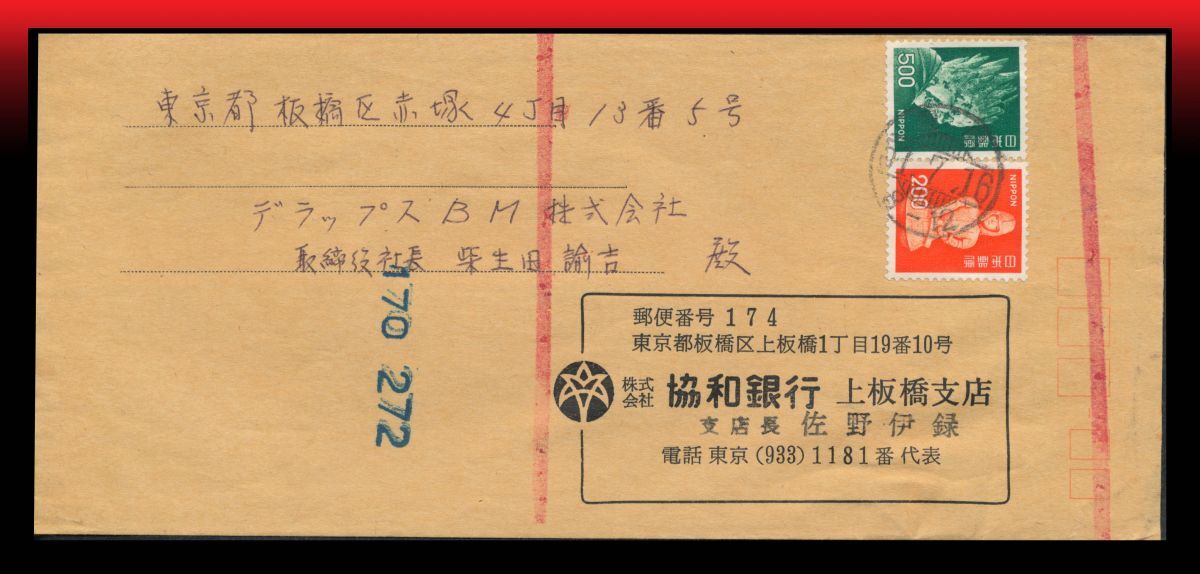 東京都板橋区赤塚4丁目13番5号
デラップスBM株式会社
取締役社長 柴生田 諭吉 殿
500
NIPPON
日本郵便
200
NIPPON
日本郵便
7.16
-12
170 272
郵便番号 174
東京都板橋区上板橋1丁目19番10号
株式会社 協和銀行 上板橋支店
支店長 佐野伊録
電話 東京 (933) 1181番 代表